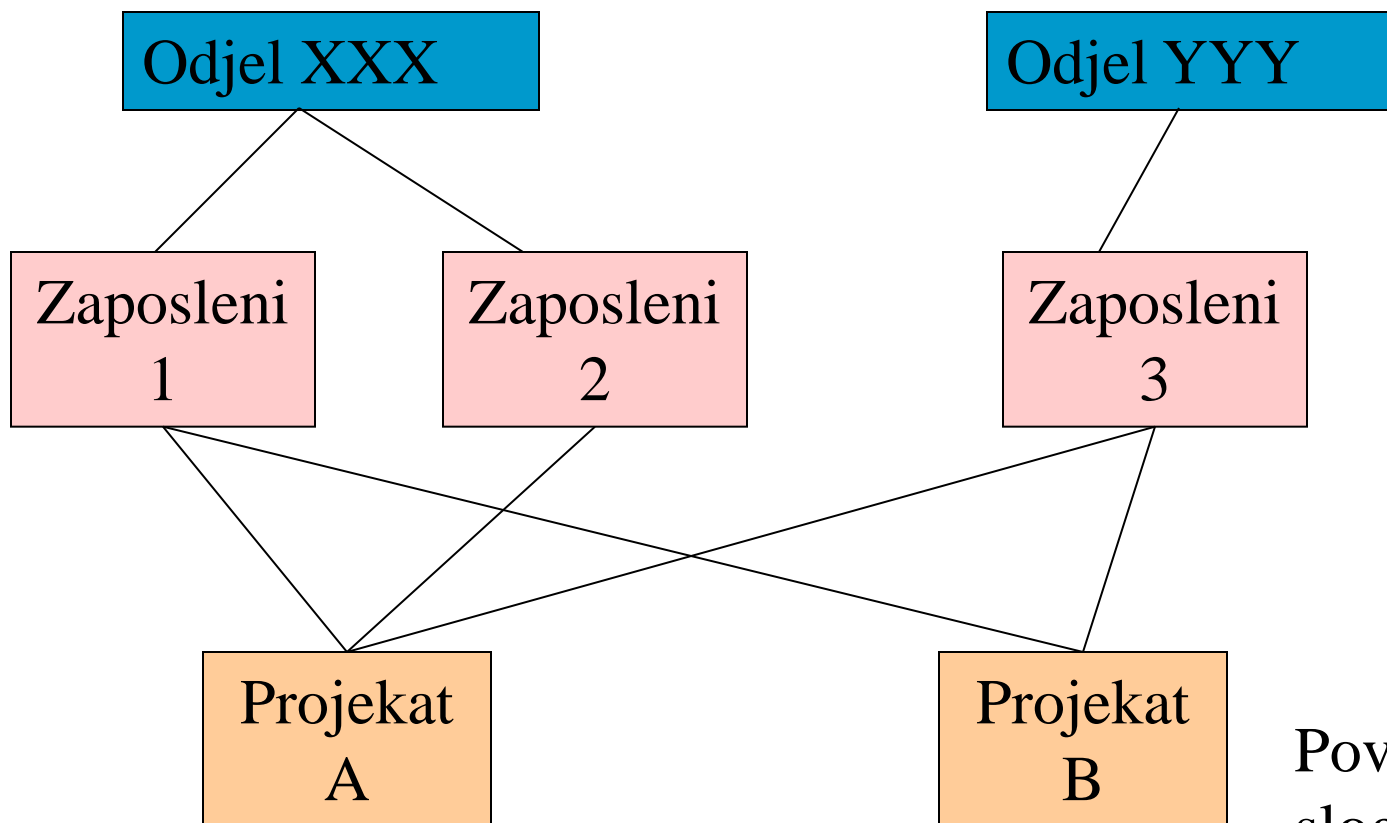 Odjel XXX
Odjel YYY
Zaposleni
1
Zaposleni
2
Zaposleni
3
Projekat
A
Projekat
B